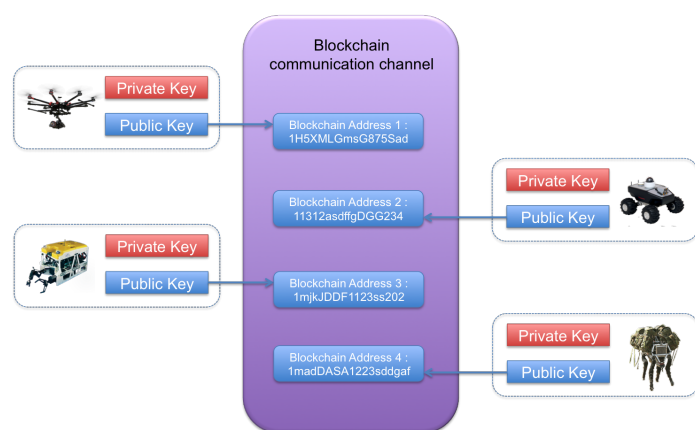 Blockchain
communication channel
Private Key
Public Key
Blockchain Address 1 :
1H5XMLGmsG875Sad
Private Key
Public Key
Blockchain Address 2 :
11312asdffgDGG234
Private Key
Public Key
Blockchain Address 3 :
1mjkJDDF1123ss202
Private Key
Public Key
Blockchain Address 4 :
1madDASA1223sddgaf